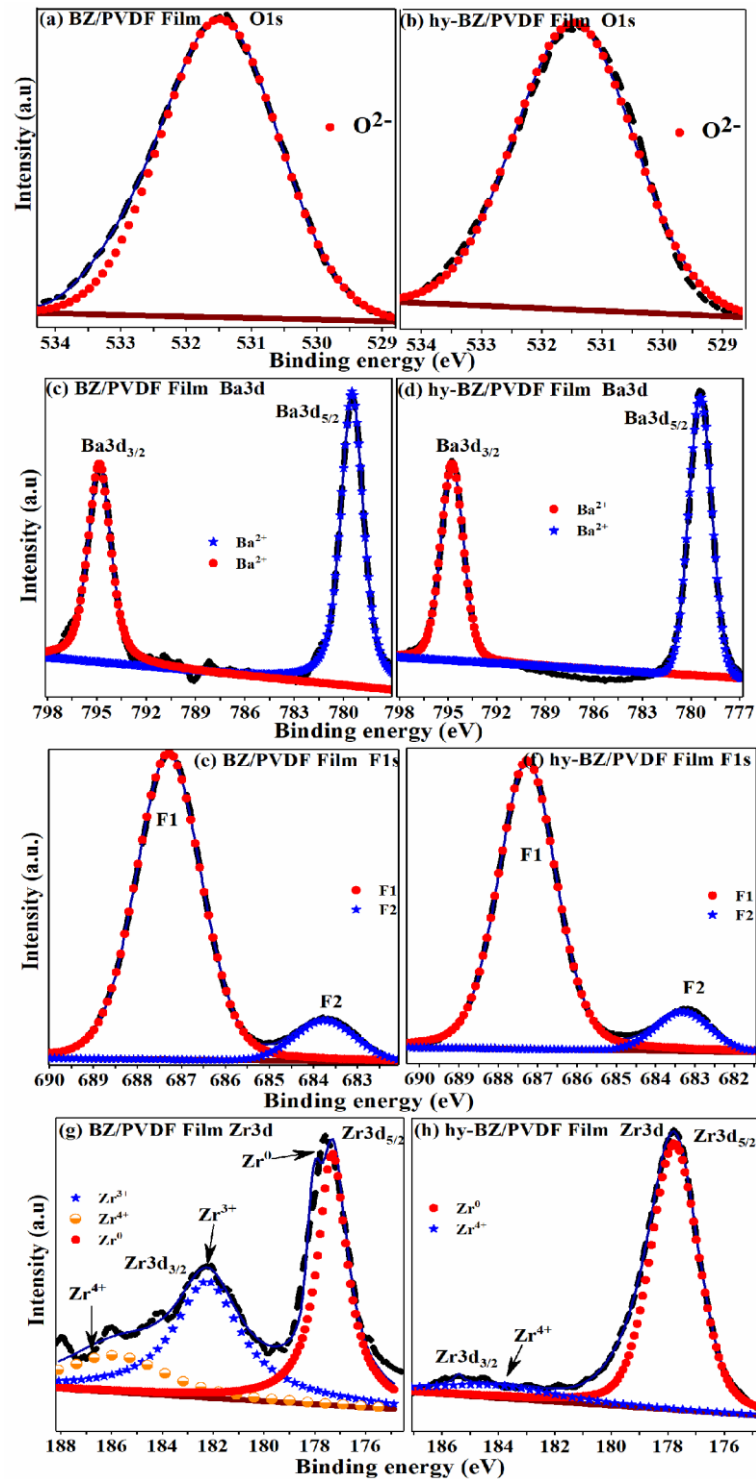 (a) BZ/PVDF Film O1s
O²⁻
Intensity (a.u)
534 533 532 531 530 529
(b) hy-BZ/PVDF Film O1s
O²⁻
534 533 532 531 530 529
Binding energy (eV)
(c) BZ/PVDF Film Ba3d
Ba3d5/2
Ba3d3/2
Ba²⁺
Ba²⁺
Intensity (a.u)
798 795 792 789 786 783 780 777
(d) hy-BZ/PVDF Film Ba3d
Ba3d5/2
Ba3d3/2
Ba²⁺
Ba²⁺
798 795 792 789 786 783 780 777
Binding energy (eV)
(e) BZ/PVDF Film F1s
F1
F1
F2
F2
Intensity (a.u.)
690 689 688 687 686 685 684 683
(f) hy-BZ/PVDF Film F1s
F1
F1
F2
F2
690 689 688 687 686 685 684 683 682
Binding energy (eV)
(g) BZ/PVDF Film Zr3d
Zr3d5/2
Zr⁰
Zr³⁺
Zr⁴⁺
Zr⁰
Zr³⁺
Zr3d3/2
Zr⁴⁺
Intensity (a.u)
188 186 184 182 180 178 176
(h) hy-BZ/PVDF Film Zr3d
Zr3d5/2
Zr⁰
Zr⁴⁺
Zr⁴⁺
Zr3d3/2
186 184 182 180 178 176
Binding energy (eV)